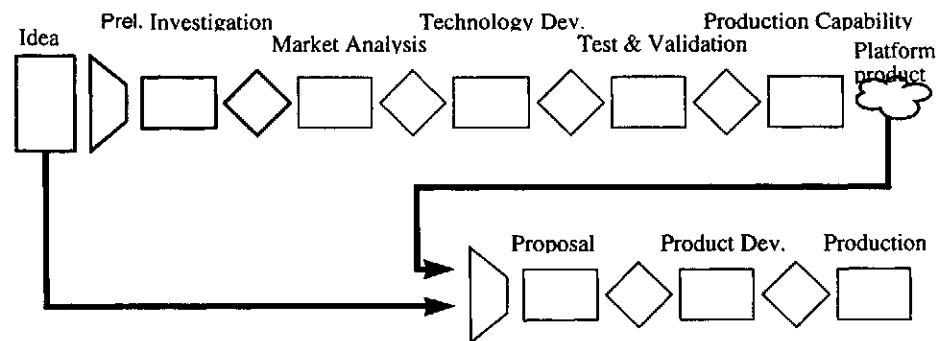 Prel. Investigation
Technology Dev.
Production Capability
Idea
Market Analysis
Test & Validation
Platform
product
Proposal
Product Dev.
Production